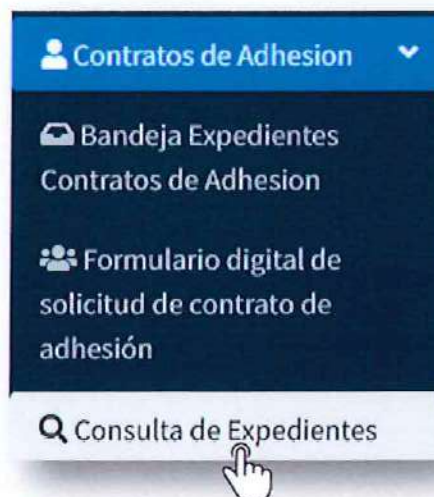 Contratos de Adhesion
Bandeja Expedientes
Contratos de Adhesion
Formulario digital de
solicitud de contrato de
adhesión
Consulta de Expedientes